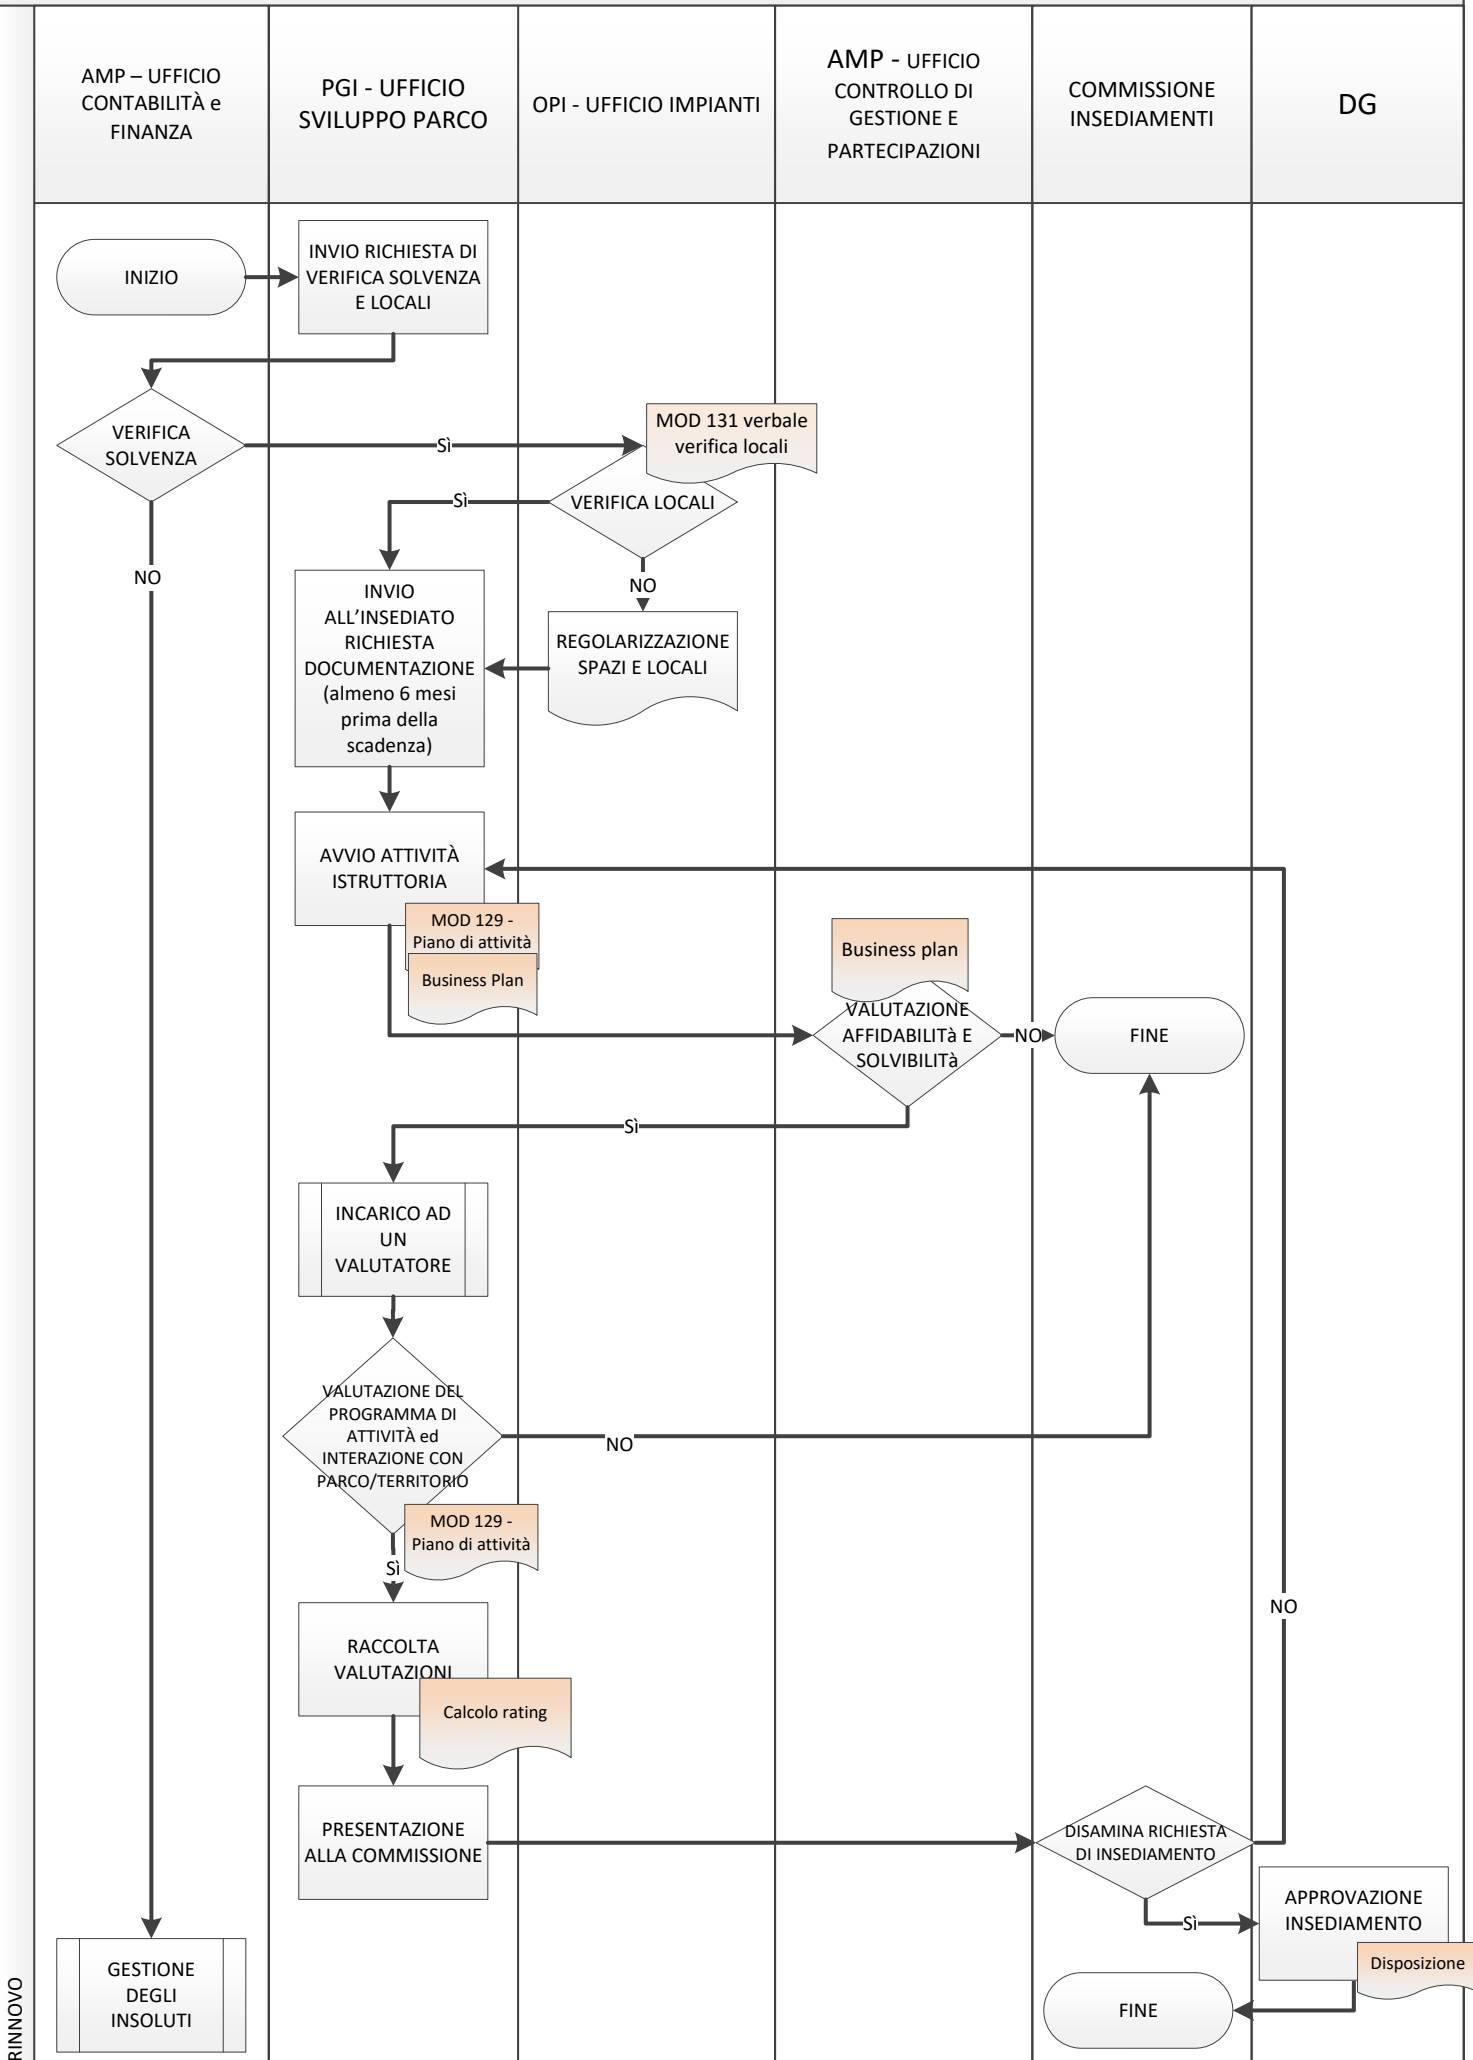 AMP – UFFICIO
CONTABILITÀ e
FINANZA
PGI - UFFICIO
SVILUPPO PARCO
OPI - UFFICIO IMPIANTI
AMP - UFFICIO
CONTROLLO DI
GESTIONE E
PARTECIPAZIONI
COMMISSIONE
INSEDIAMENTI
DG
INIZIO
INVIO RICHIESTA DI
VERIFICA SOLVENZA
E LOCALI
VERIFICA
SOLVENZA
Sì
MOD 131 verbale
verifica locali
VERIFICA LOCALI
Sì
NO
NO
INVIO
ALL'INSEDIATO
RICHIESTA
DOCUMENTAZIONE
(almeno 6 mesi
prima della
scadenza)
REGOLARIZZAZIONE
SPAZI E LOCALI
AVVIO ATTIVITÀ
ISTRUTTORIA
MOD 129 -
Piano di attività
Business Plan
Business plan
VALUTAZIONE
AFFIDABILITà E
SOLVIBILITà
NO
FINE
Sì
INCARICO AD
UN
VALUTATORE
VALUTAZIONE DEL
PROGRAMMA DI
ATTIVITÀ ed
INTERAZIONE CON
PARCO/TERRITORIO
NO
MOD 129 -
Piano di attività
Sì
NO
RACCOLTA
VALUTAZIONI
Calcolo rating
PRESENTAZIONE
ALLA COMMISSIONE
DISAMINA RICHIESTA
DI INSEDIAMENTO
Sì
APPROVAZIONE
INSEDIAMENTO
Disposizione
GESTIONE
DEGLI
INSOLUTI
FINE
RINNOVO